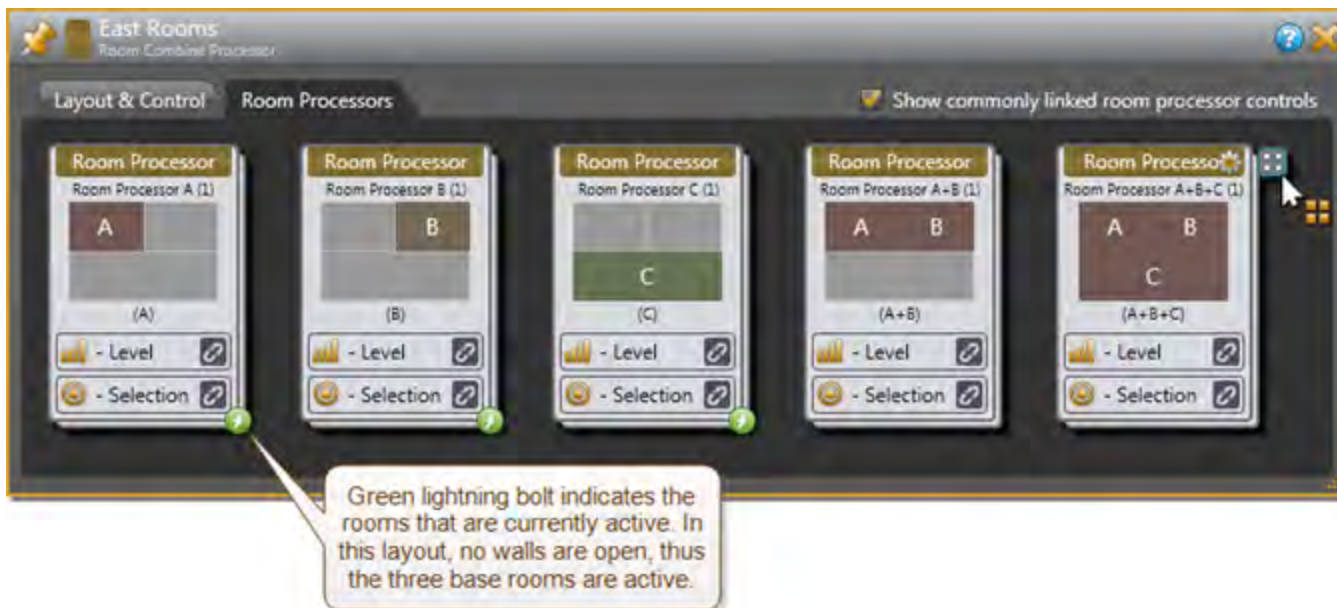 East Rooms
Room Combine Processor
Layout & Control
Room Processors
Show commonly linked room processor controls
Room Processor
Room Processor A (1)
A
(A)
- Level
- Selection
Room Processor
Room Processor B (1)
B
(B)
- Level
- Selection
Room Processor
Room Processor C (1)
C
(C)
- Level
- Selection
Room Processor
Room Processor A+B (1)
A B
(A+B)
- Level
- Selection
Room Processor
Room Processor A+B+C (1)
A B
C
(A+B+C)
- Level
- Selection
Green lightning bolt indicates the
rooms that are currently active. In
this layout, no walls are open, thus
the three base rooms are active.